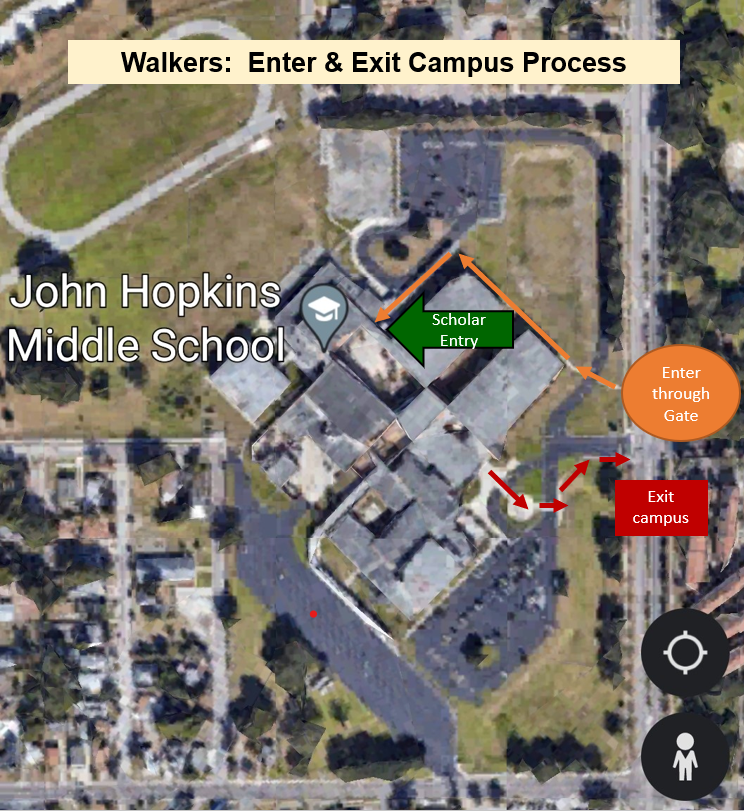 Walkers:  Enter & Exit Campus Process
John Hopkins
Middle School
Scholar
Entry
Enter
through
Gate
Exit
campus